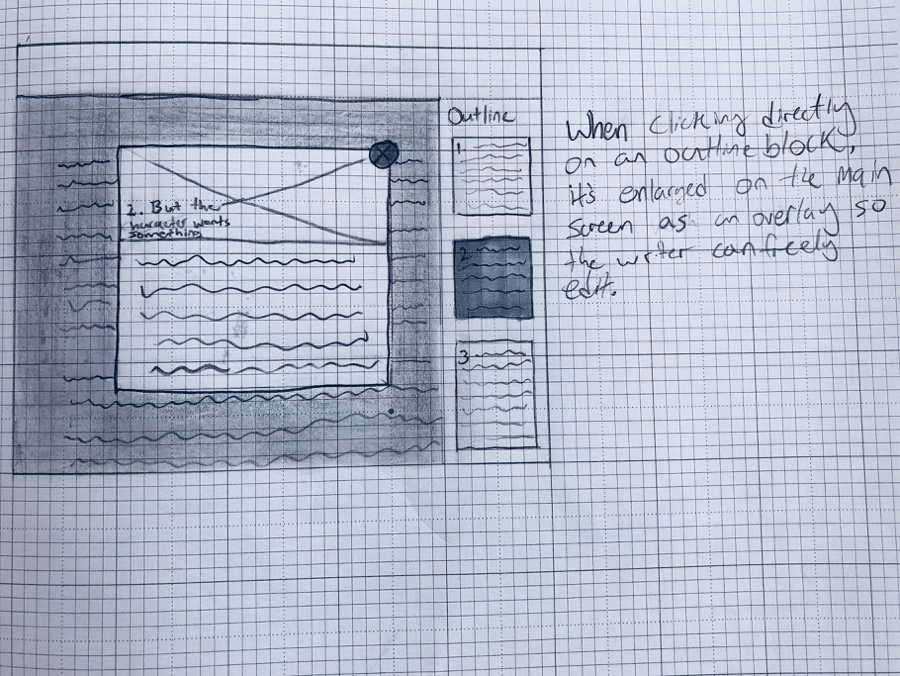 Outline
1.
2.
3
2. But the
character wants
something
When clicking directly
on an outline block,
it's enlarged on the main
screen as an overlay so
the writer can freely
edit.